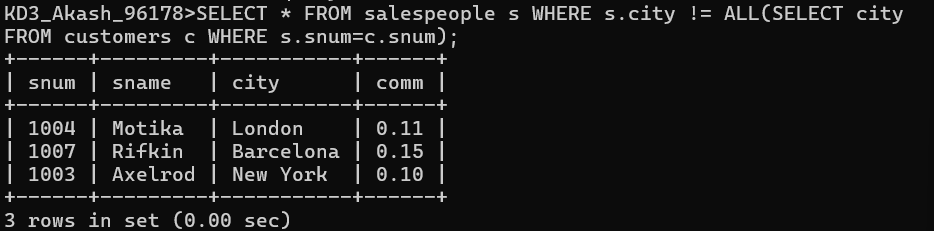 KD3_Akash_96178>SELECT * FROM salespeople s WHERE s.city != ALL(SELECT city
FROM customers c WHERE s.snum=c.snum);
+------+---------+-----------+------+
| snum | sname   | city      | comm |
+------+---------+-----------+------+
| 1004 | Motika  | London    | 0.11 |
| 1007 | Rifkin  | Barcelona | 0.15 |
| 1003 | Axelrod | New York  | 0.10 |
+------+---------+-----------+------+
3 rows in set (0.00 sec)